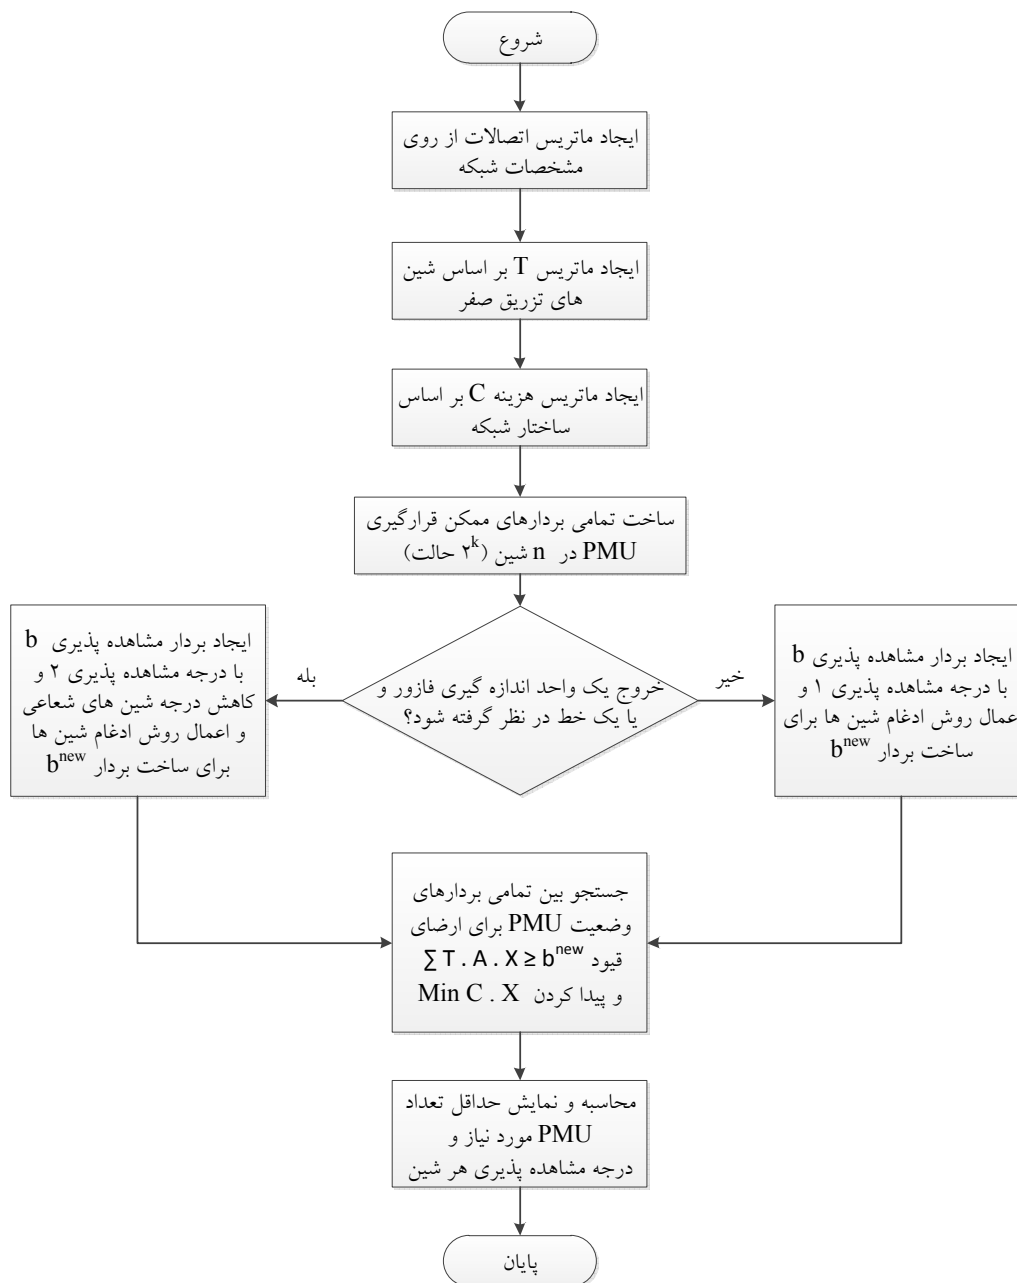 شروع
ایجاد ماتریس اتصالات از روی
مشخصات شبکه
ایجاد ماتریس T بر اساس شین
های تزریق صفر
ایجاد ماتریس هزینه C بر اساس
ساختار شبکه
ساخت تمامی بردارهای ممکن قرارگیری
PMU در n شین (۲^k حالت)
خروج یک واحد اندازه گیری فازور و
یا یک خط در نظر گرفته شود؟
خیر
بله
ایجاد بردار مشاهده پذیری b
با درجه مشاهده پذیری ۱ و
عمال روش ادغام شین ها برای
ساخت بردار b^new
ایجاد بردار مشاهده پذیری b
با درجه مشاهده پذیری ۲ و
کاهش درجه شین های شعاعی
و اعمال روش ادغام شین ها
برای ساخت بردار b^new
جستجو بین تمامی بردارهای
وضعیت PMU برای ارضای
قیود ∑ T . A . X ≥ b^new
و پیدا کردن Min C . X
محاسبه و نمایش حداقل تعداد
PMU مورد نیاز و
درجه مشاهده پذیری هر شین
پایان